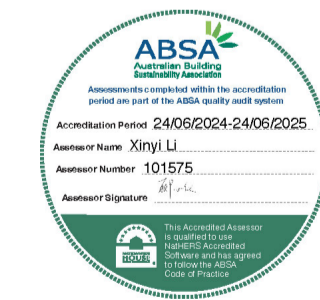 ABSA
Australian Building
Sustainability Association
Assessments completed within the accreditation
period are part of the ABSA quality audit system
Accreditation Period 24/06/2024-24/06/2025
Assessor Name Xinyi Li
Assessor Number 101575
Assessor Signature
This Accredited Assessor
is qualified to use
NatHERS Accredited
Software and has agreed
to follow the ABSA
Code of Practice
HOUSE